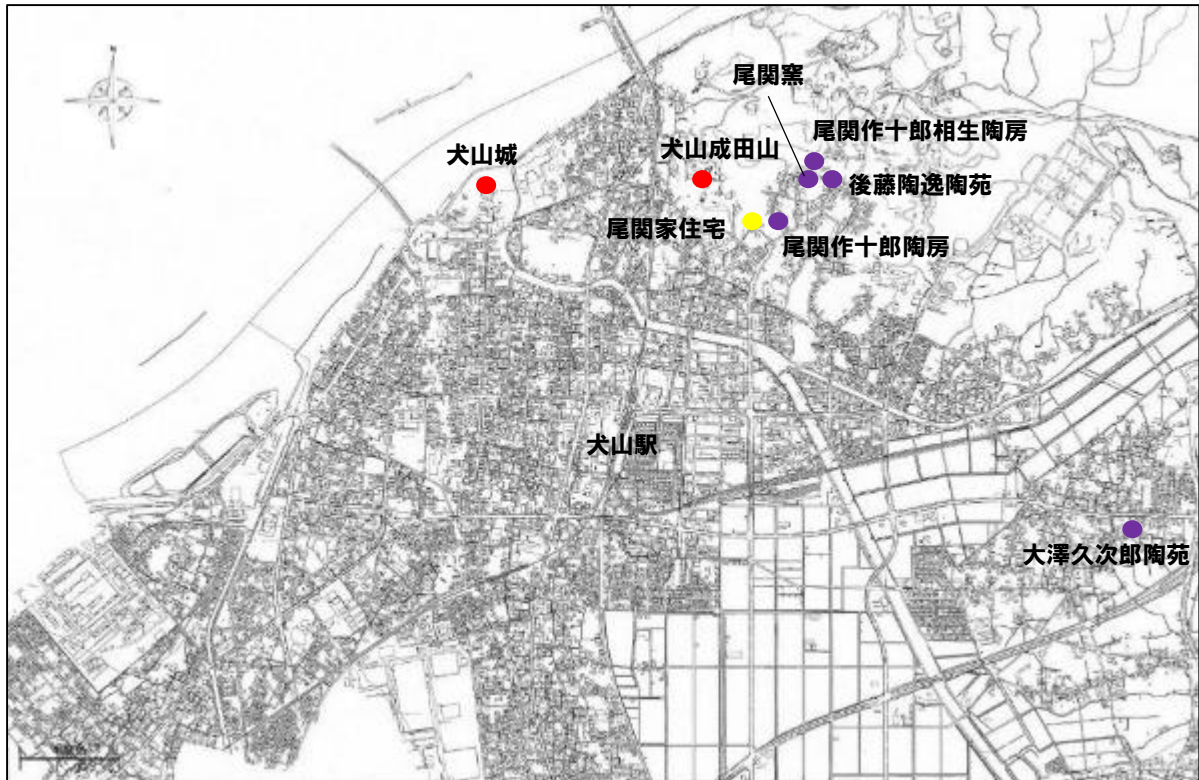 尾関窯
尾関作十郎相生陶房
犬山城
犬山成田山
後藤陶逸陶苑
尾関家住宅
尾関作十郎陶房
犬山駅
大澤久次郎陶苑